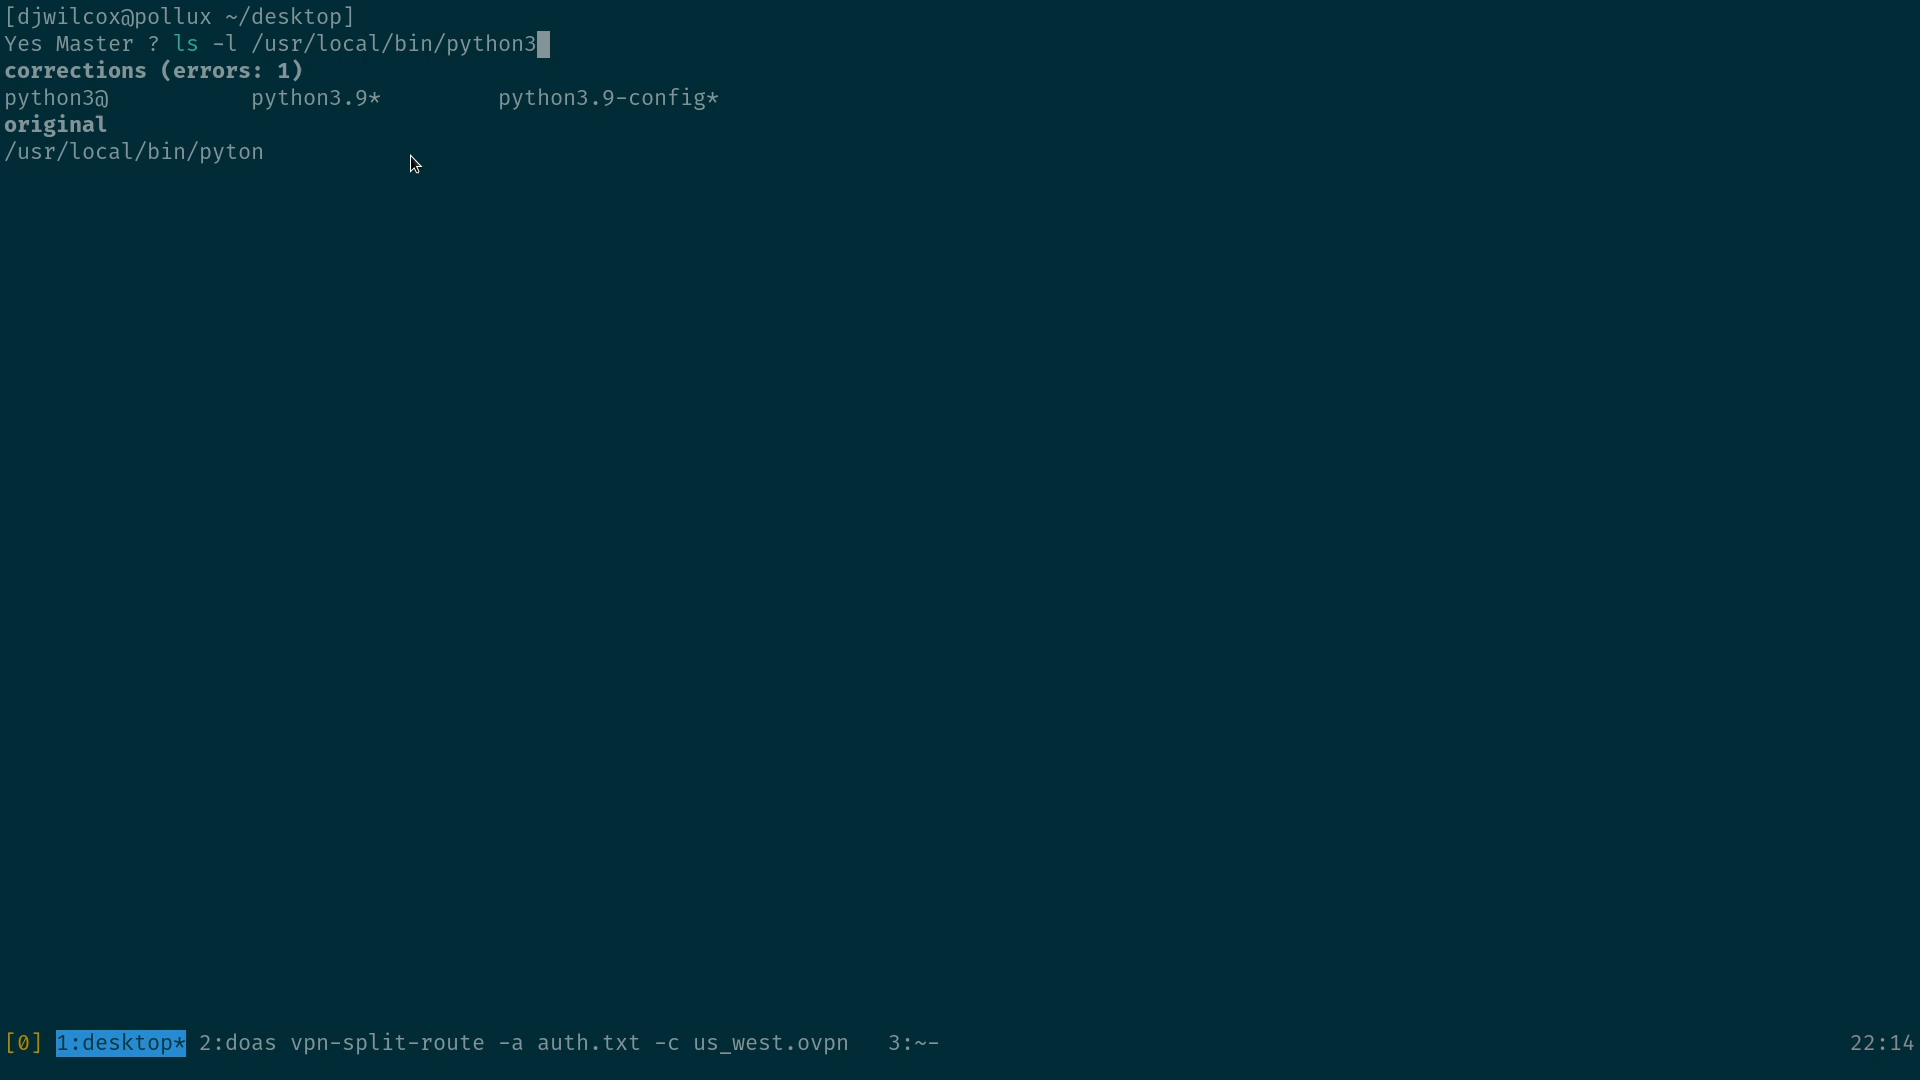 [djwilcox@pollux ~/desktop]
Yes Master ? ls -l /usr/local/bin/python3
corrections (errors: 1)
python3@ python3.9* python3.9-config*
original
/usr/local/bin/pyton
[0] 1:desktop* 2:doas vpn-split-route -a auth.txt -c us_west.ovpn 3:~- 22:14